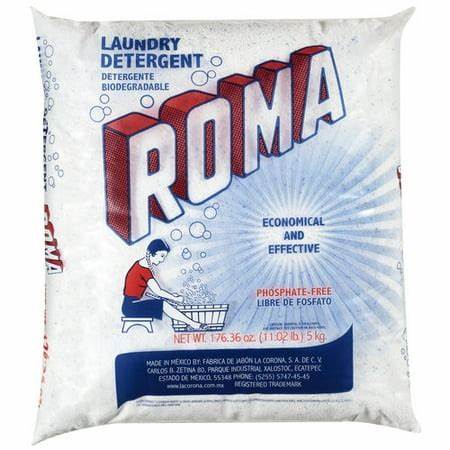 LAUNDRY
DETERGENT
DETERGENTE
BIODEGRADABLE
ROMA
ECONOMICAL
AND
EFFECTIVE
PHOSPHATE-FREE
LIBRE DE FOSFATO
NET WT. 176.36 oz. (11.02 lb.) 5 kg.
MADE IN MÉXICO BY: FÁBRICA DE JABÓN LA CORONA, S. A. DE C. V.
CARLOS B. ZETINA 80, PARQUE INDUSTRIAL XALOSTOC, ECATEPEC
ESTADO DE MÉXICO, 55348 PHONE: (5255) 5747-45-45
www.lacorona.com.mx REGISTERED TRADEMARK
LAUNDRY
DETERGENT
ROMA